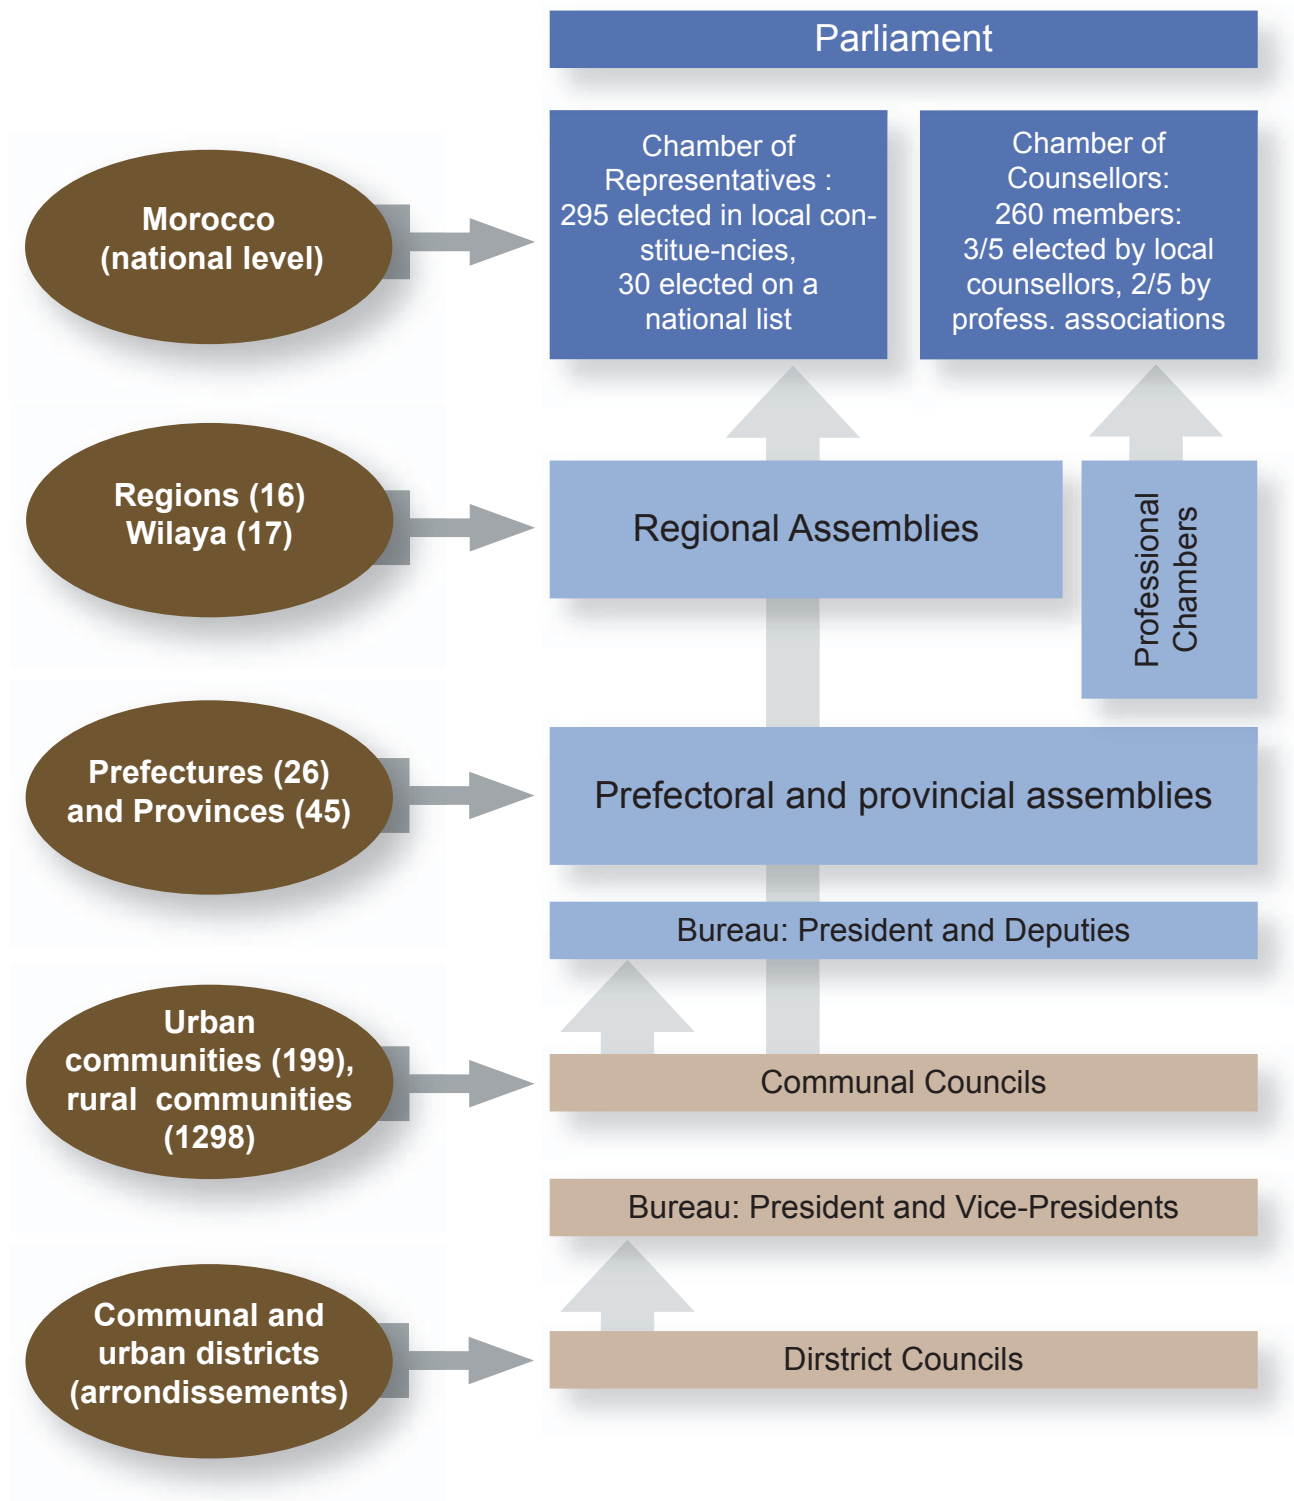 Parliament
Morocco
(national level)
Chamber of
Representatives :
295 elected in local con-
stitue-ncies,
30 elected on a
national list
Chamber of
Counsellors:
260 members:
3/5 elected by local
counsellors, 2/5 by
profess. associations
Regions (16)
Wilaya (17)
Regional Assemblies
Professional
Chambers
Prefectures (26)
and Provinces (45)
Prefectoral and provincial assemblies
Bureau: President and Deputies
Urban
communities (199),
rural communities
(1298)
Communal Councils
Bureau: President and Vice-Presidents
Communal and
urban districts
(arrondissements)
Dirstrict Councils